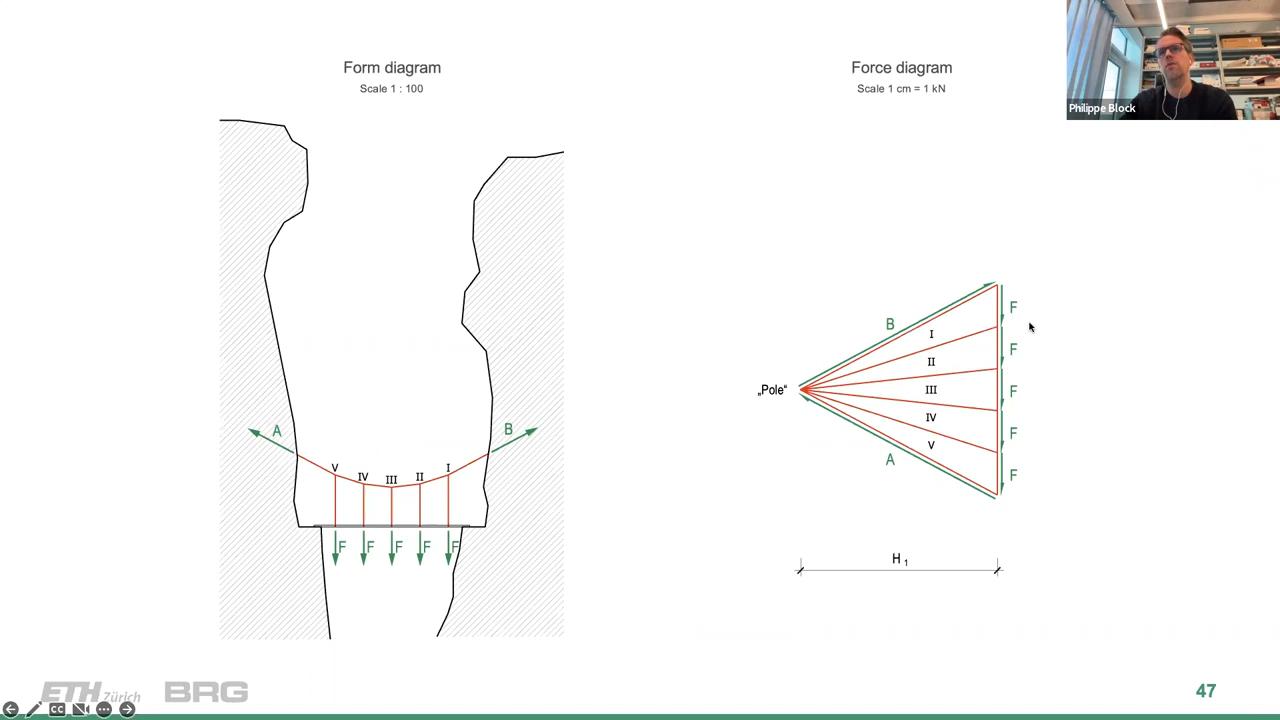 Form diagram
Scale 1 : 100
Force diagram
Scale 1 cm = 1 kN
Philippe Block
A
B
V
IV
III
II
I
F
F
F
F
F
B
I
II
III
IV
V
A
„Pole“
F
F
F
F
F
H 1
ETH Zürich
BRG
CC
47